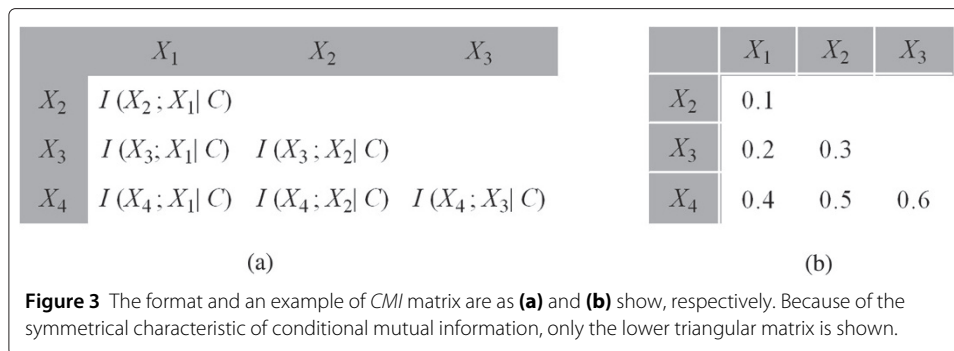 X₁ X₂ X₃
X₂ I (X₂ ; X₁| C)
X₃ I (X₃; X₁| C) I (X₃ ; X₂| C)
X₄ I (X₄ ; X₁| C) I (X₄ ; X₂| C) I (X₄ ; X₃| C)
(a)
X₁ X₂ X₃
X₂ 0.1
X₃ 0.2 0.3
X₄ 0.4 0.5 0.6
(b)
Figure 3 The format and an example of CMI matrix are as (a) and (b) show, respectively. Because of the
symmetrical characteristic of conditional mutual information, only the lower triangular matrix is shown.